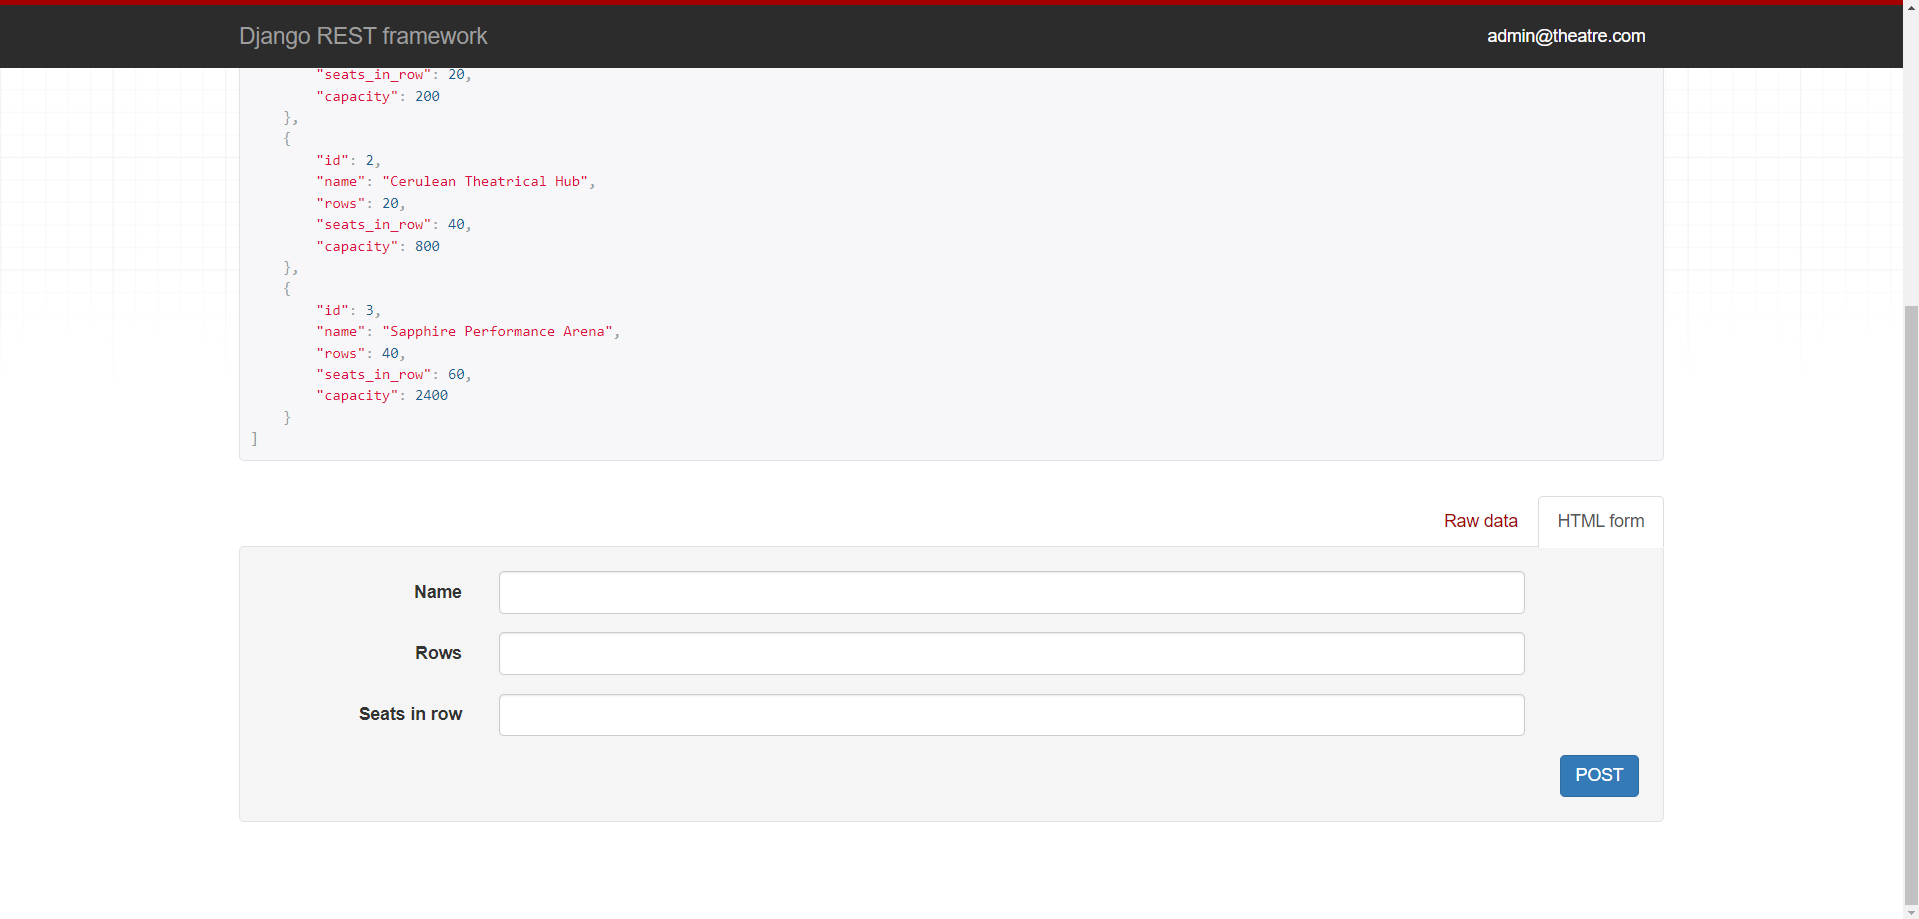 Django REST framework
admin@theatre.com
"seats_in_row": 20,
"capacity": 200
},
{
"id": 2,
"name": "Cerulean Theatrical Hub",
"rows": 20,
"seats_in_row": 40,
"capacity": 800
},
{
"id": 3,
"name": "Sapphire Performance Arena",
"rows": 40,
"seats_in_row": 60,
"capacity": 2400
}
]
Raw data
HTML form
Name
Rows
Seats in row
POST